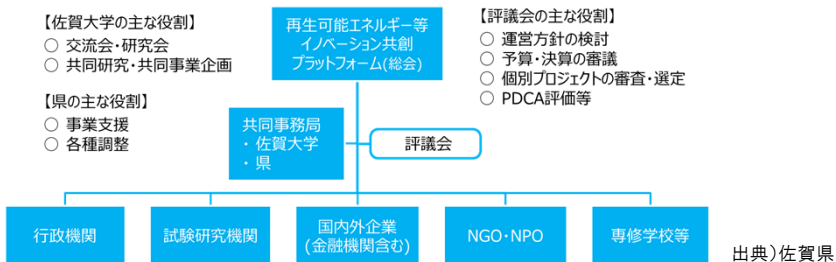 【佐賀大学の主な役割】
○ 交流会・研究会
○ 共同研究・共同事業企画
【県の主な役割】
○ 事業支援
○ 各種調整
再生可能エネルギー等
イノベーション共創
プラットフォーム(総会)
【評議会の主な役割】
○ 運営方針の検討
○ 予算・決算の審議
○ 個別プロジェクトの審査・選定
○ PDCA評価等
共同事務局
・佐賀大学
・県
評議会
行政機関
試験研究機関
国内外企業
(金融機関含む)
NGO・NPO
専修学校等
出典)佐賀県